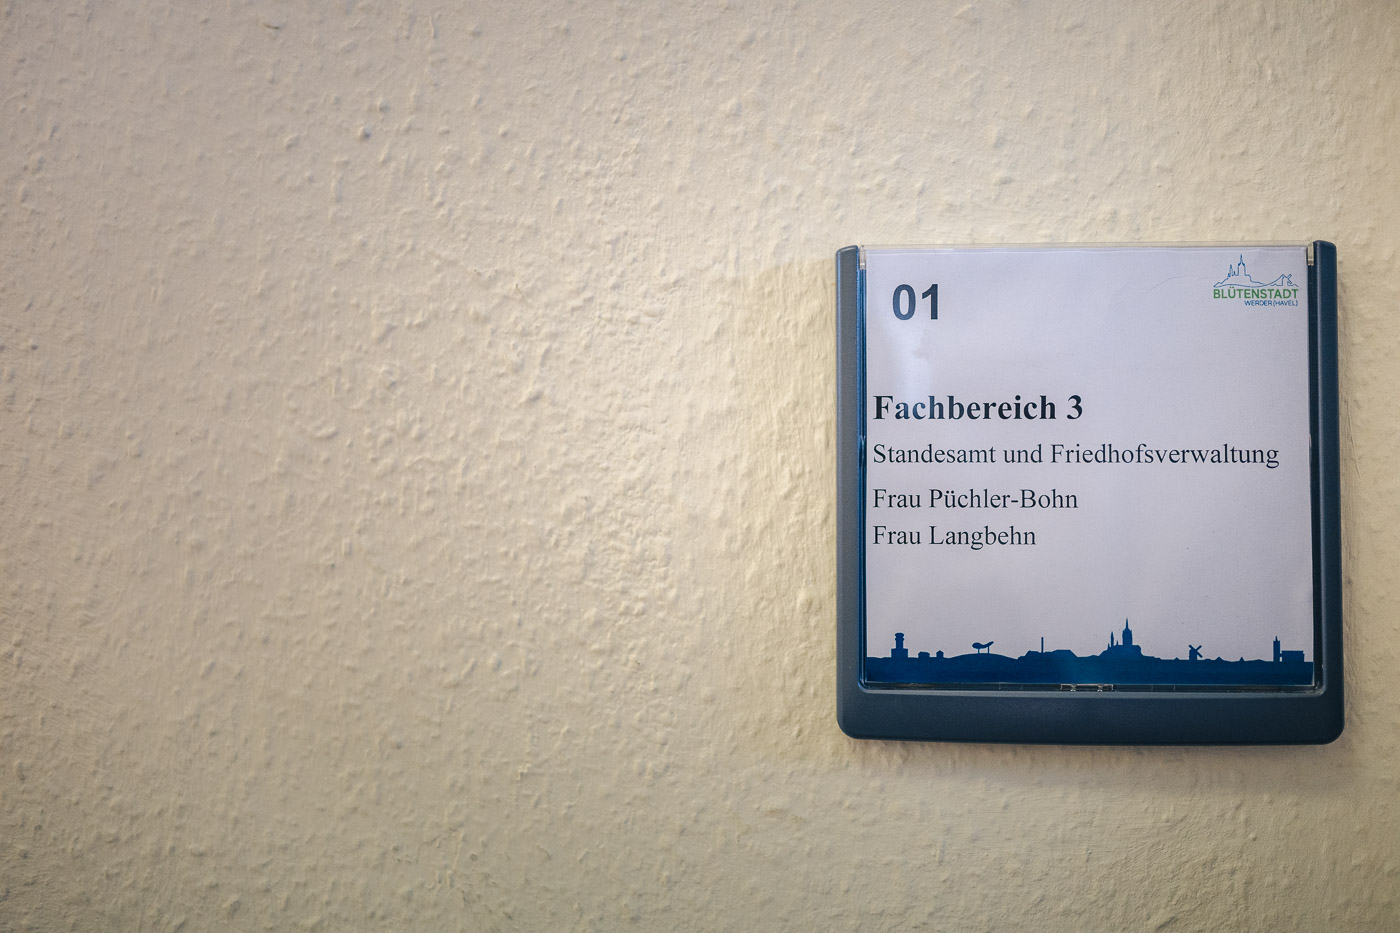 01
BLÜTENSTADT
WERDER (HAVEL)
Fachbereich 3
Standesamt und Friedhofsverwaltung
Frau Püchler-Bohn
Frau Langbehn